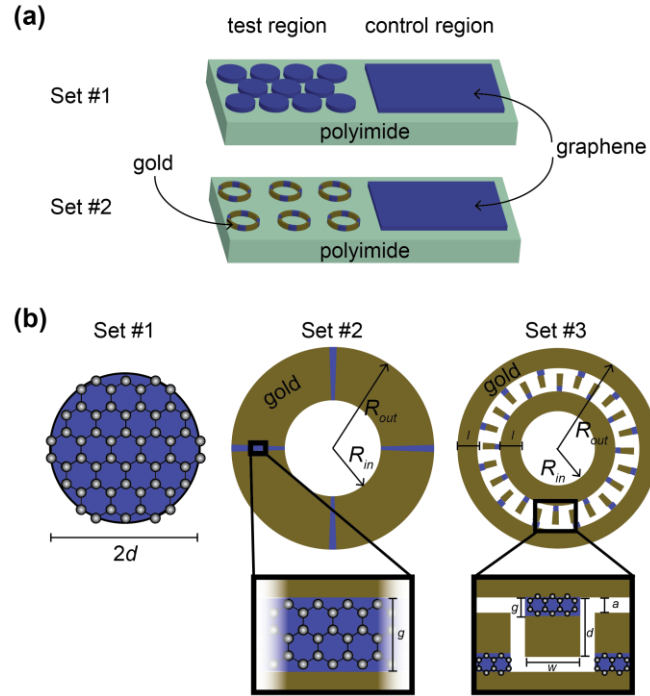 (a)
test region control region
Set #1
polyimide
graphene
gold
Set #2
polyimide
(b)
Set #1 Set #2 Set #3
gold
R_out
R_in
gold
R_out
R_in
l
l
2d
g
g
a
d
w